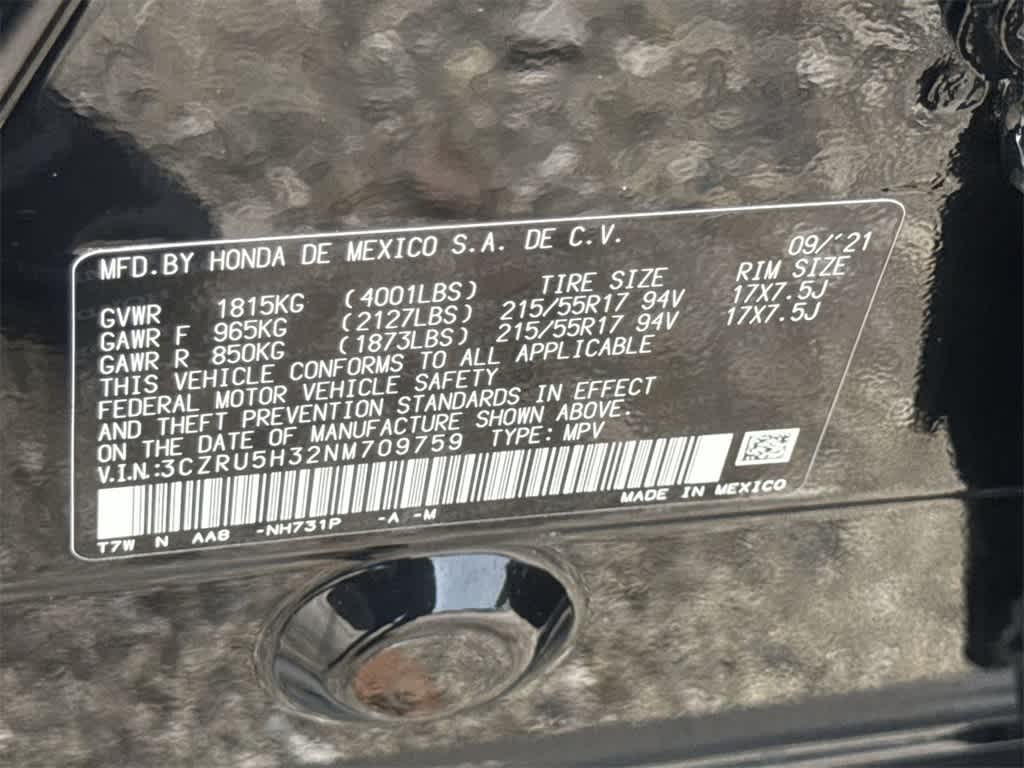 MFD.BY HONDA DE MEXICO S.A. DE C.V. 09/'21
TIRE SIZE RIM SIZE
GVWR 1815KG (4001LBS)
GAWR F 965KG (2127LBS) 215/55R17 94V 17X7.5J
GAWR R 850KG (1873LBS) 215/55R17 94V 17X7.5J
THIS VEHICLE CONFORMS TO ALL APPLICABLE
FEDERAL MOTOR VEHICLE SAFETY
AND THEFT PREVENTION STANDARDS IN EFFECT
ON THE DATE OF MANUFACTURE SHOWN ABOVE.
V.I.N.:3CZRU5H32NM709759 TYPE: MPV
MADE IN MEXICO
T7W N AA8 -NH731P -A -M